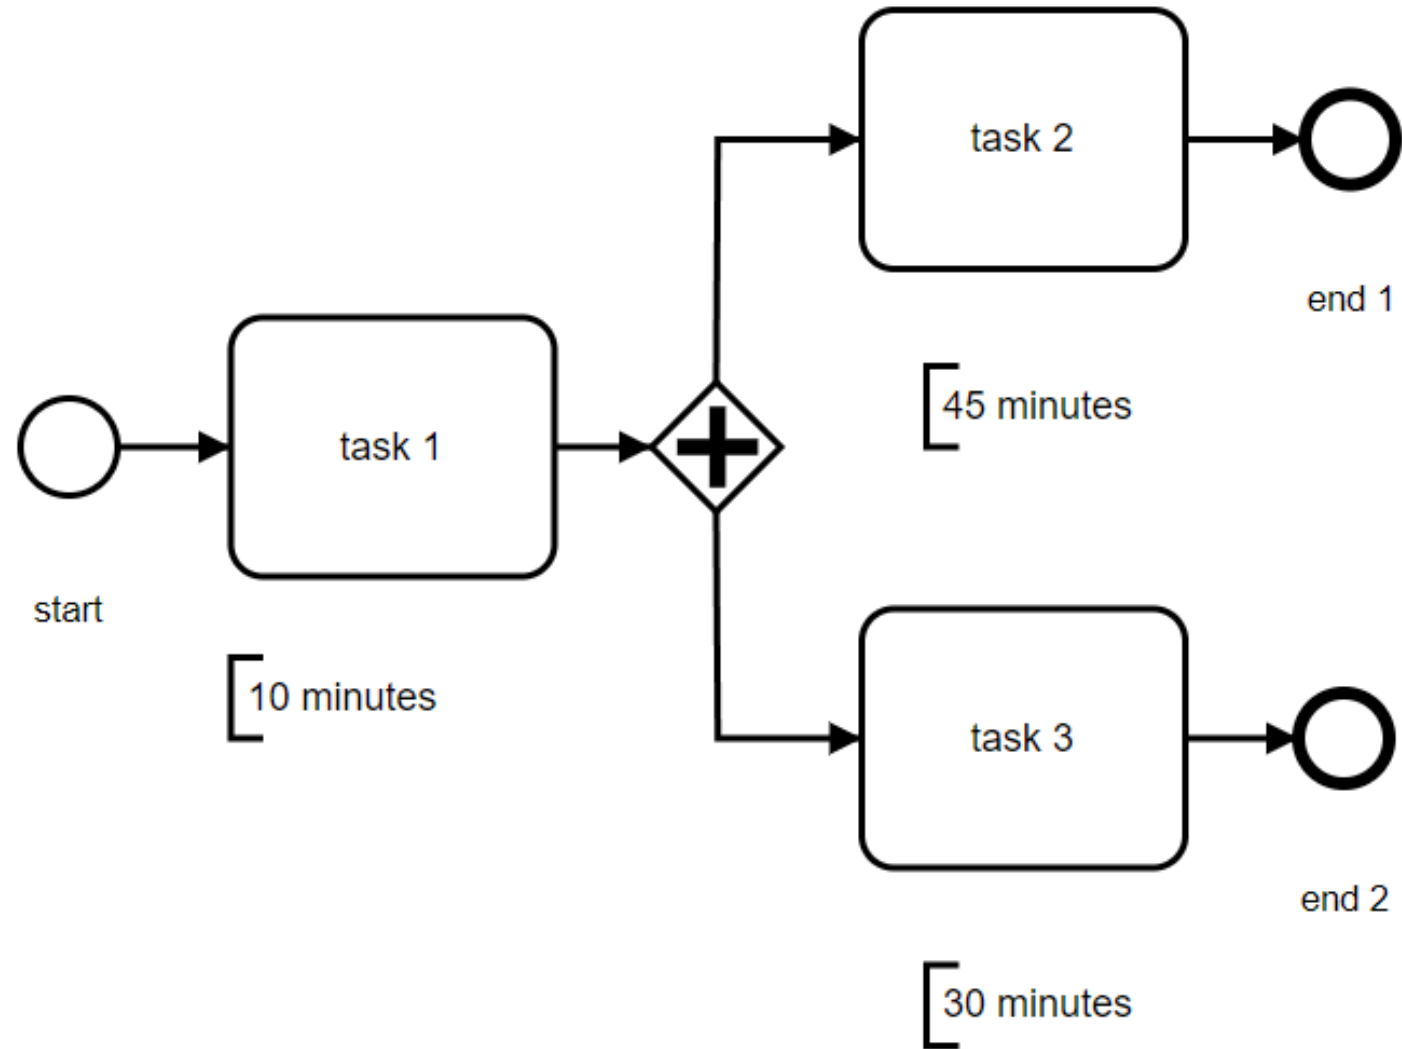 task 2
end 1
45 minutes
task 1
start
10 minutes
task 3
end 2
30 minutes